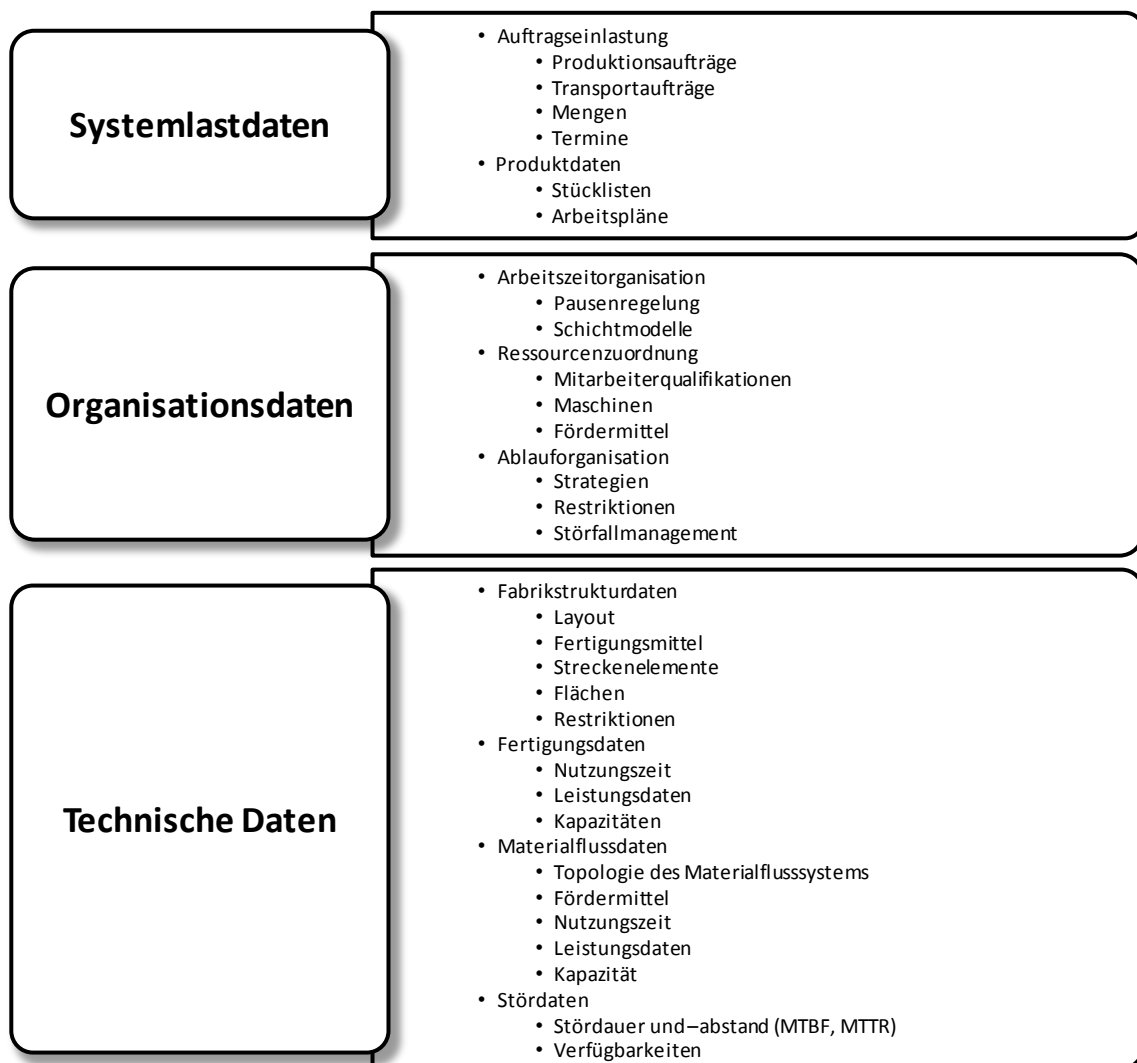 Systemlastdaten
• Auftragseinlastung
• Produktionsaufträge
• Transportaufträge
• Mengen
• Termine
• Produktdaten
• Stücklisten
• Arbeitspläne
Organisationsdaten
• Arbeitszeitorganisation
• Pausenregelung
• Schichtmodelle
• Ressourcenzuordnung
• Mitarbeiterqualifikationen
• Maschinen
• Fördermittel
• Ablauforganisation
• Strategien
• Restriktionen
• Störfallmanagement
Technische Daten
• Fabrikstrukturdaten
• Layout
• Fertigungsmittel
• Streckenelemente
• Flächen
• Restriktionen
• Fertigungsdaten
• Nutzungszeit
• Leistungsdaten
• Kapazitäten
• Materialflussdaten
• Topologie des Materialflusssystems
• Fördermittel
• Nutzungszeit
• Leistungsdaten
• Kapazität
• Stördaten
• Stördauer und –abstand (MTBF, MTTR)
• Verfügbarkeiten